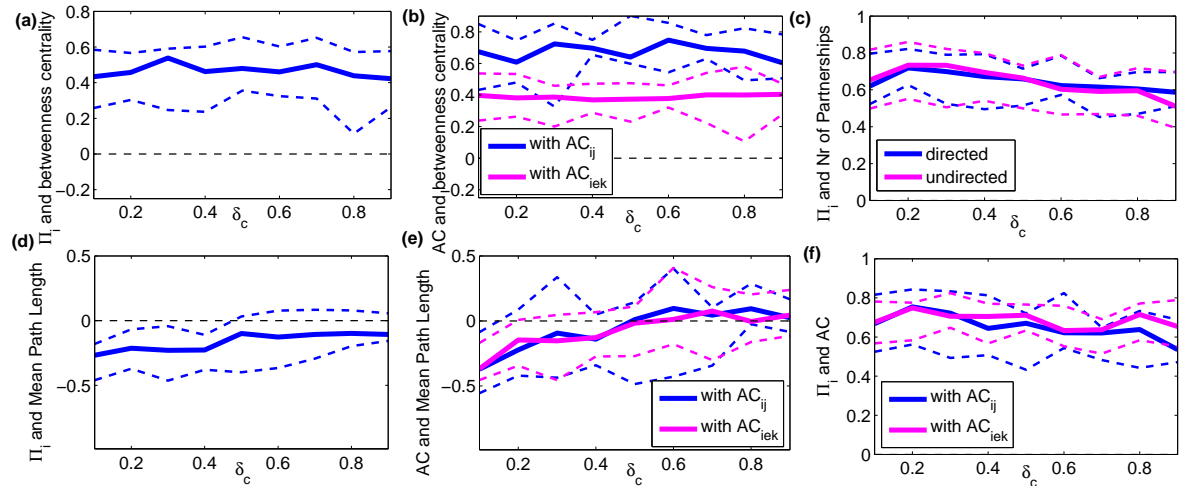 (a)
Π_i and betweenness centrality
0.8
0.6
0.4
0.2
0
−0.2
0.2 0.4 0.6 0.8
δ_c
(b)
AC and betweenness centrality
0.8
0.6
0.4
0.2
0
−0.2
with AC_ij
with AC_iek
0.2 0.4 0.6 0.8
δ_c
(c)
Π_i and Nr of Partnerships
1
0.8
0.6
0.4
0.2
0
directed
undirected
0.2 0.4 0.6 0.8
δ_c
(d)
Π_i and Mean Path Length
0.5
0
−0.5
0.2 0.4 0.6 0.8
δ_c
(e)
AC and Mean Path Length
0.5
0
−0.5
with AC_ij
with AC_iek
0.2 0.4 0.6 0.8
δ_c
(f)
Π_i and AC
1
0.8
0.6
0.4
0.2
0
with AC_ij
with AC_iek
0.2 0.4 0.6 0.8
δ_c